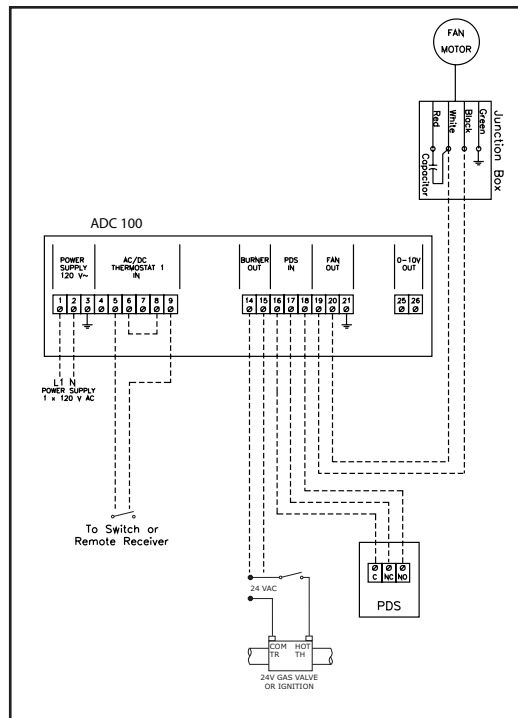 FAN
MOTOR
Red
White
Black
Green
Capacitor
Junction Box
ADC 100
POWER
SUPPLY
120 V~
AC/DC
THERMOSTAT 1
IN
BURNER
OUT
PDS
IN
FAN
OUT
0-10V
OUT
1 2 3 4 5 6 7 8 9
14 15 16 17 18 19 20 21
25 26
L1 N
POWER SUPPLY
1 x 120 V AC
To Switch or
Remote Receiver
C NC NO
PDS
24 VAC
COM HOT
TR TH
24V GAS VALVE
OR IGNITION